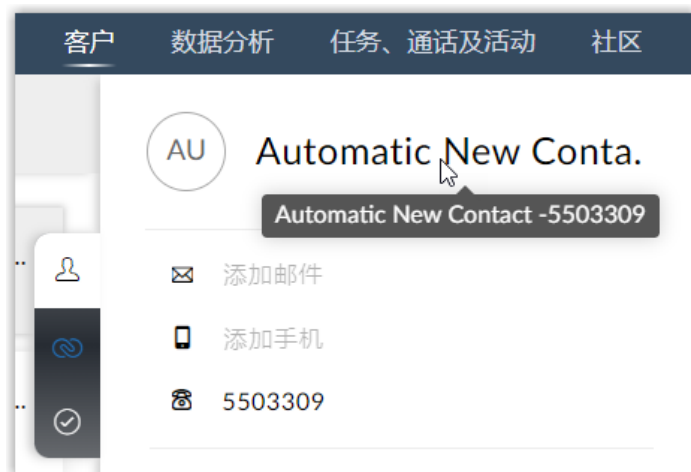 客户 数据分析 任务、通话及活动 社区
AU Automatic New Conta.
Automatic New Contact -5503309
添加邮件
添加手机
5503309